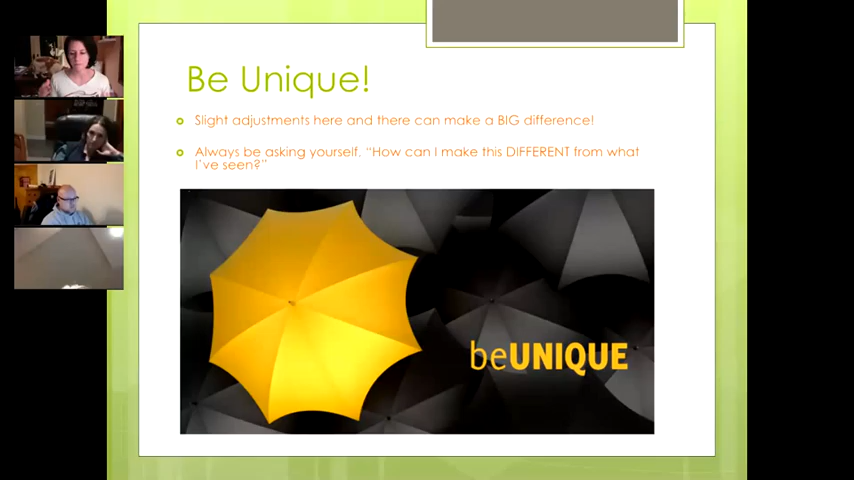 Be Unique!
Slight adjustments here and there can make a BIG difference!
Always be asking yourself, “How can I make this DIFFERENT from what
I’ve seen?”
beUNIQUE